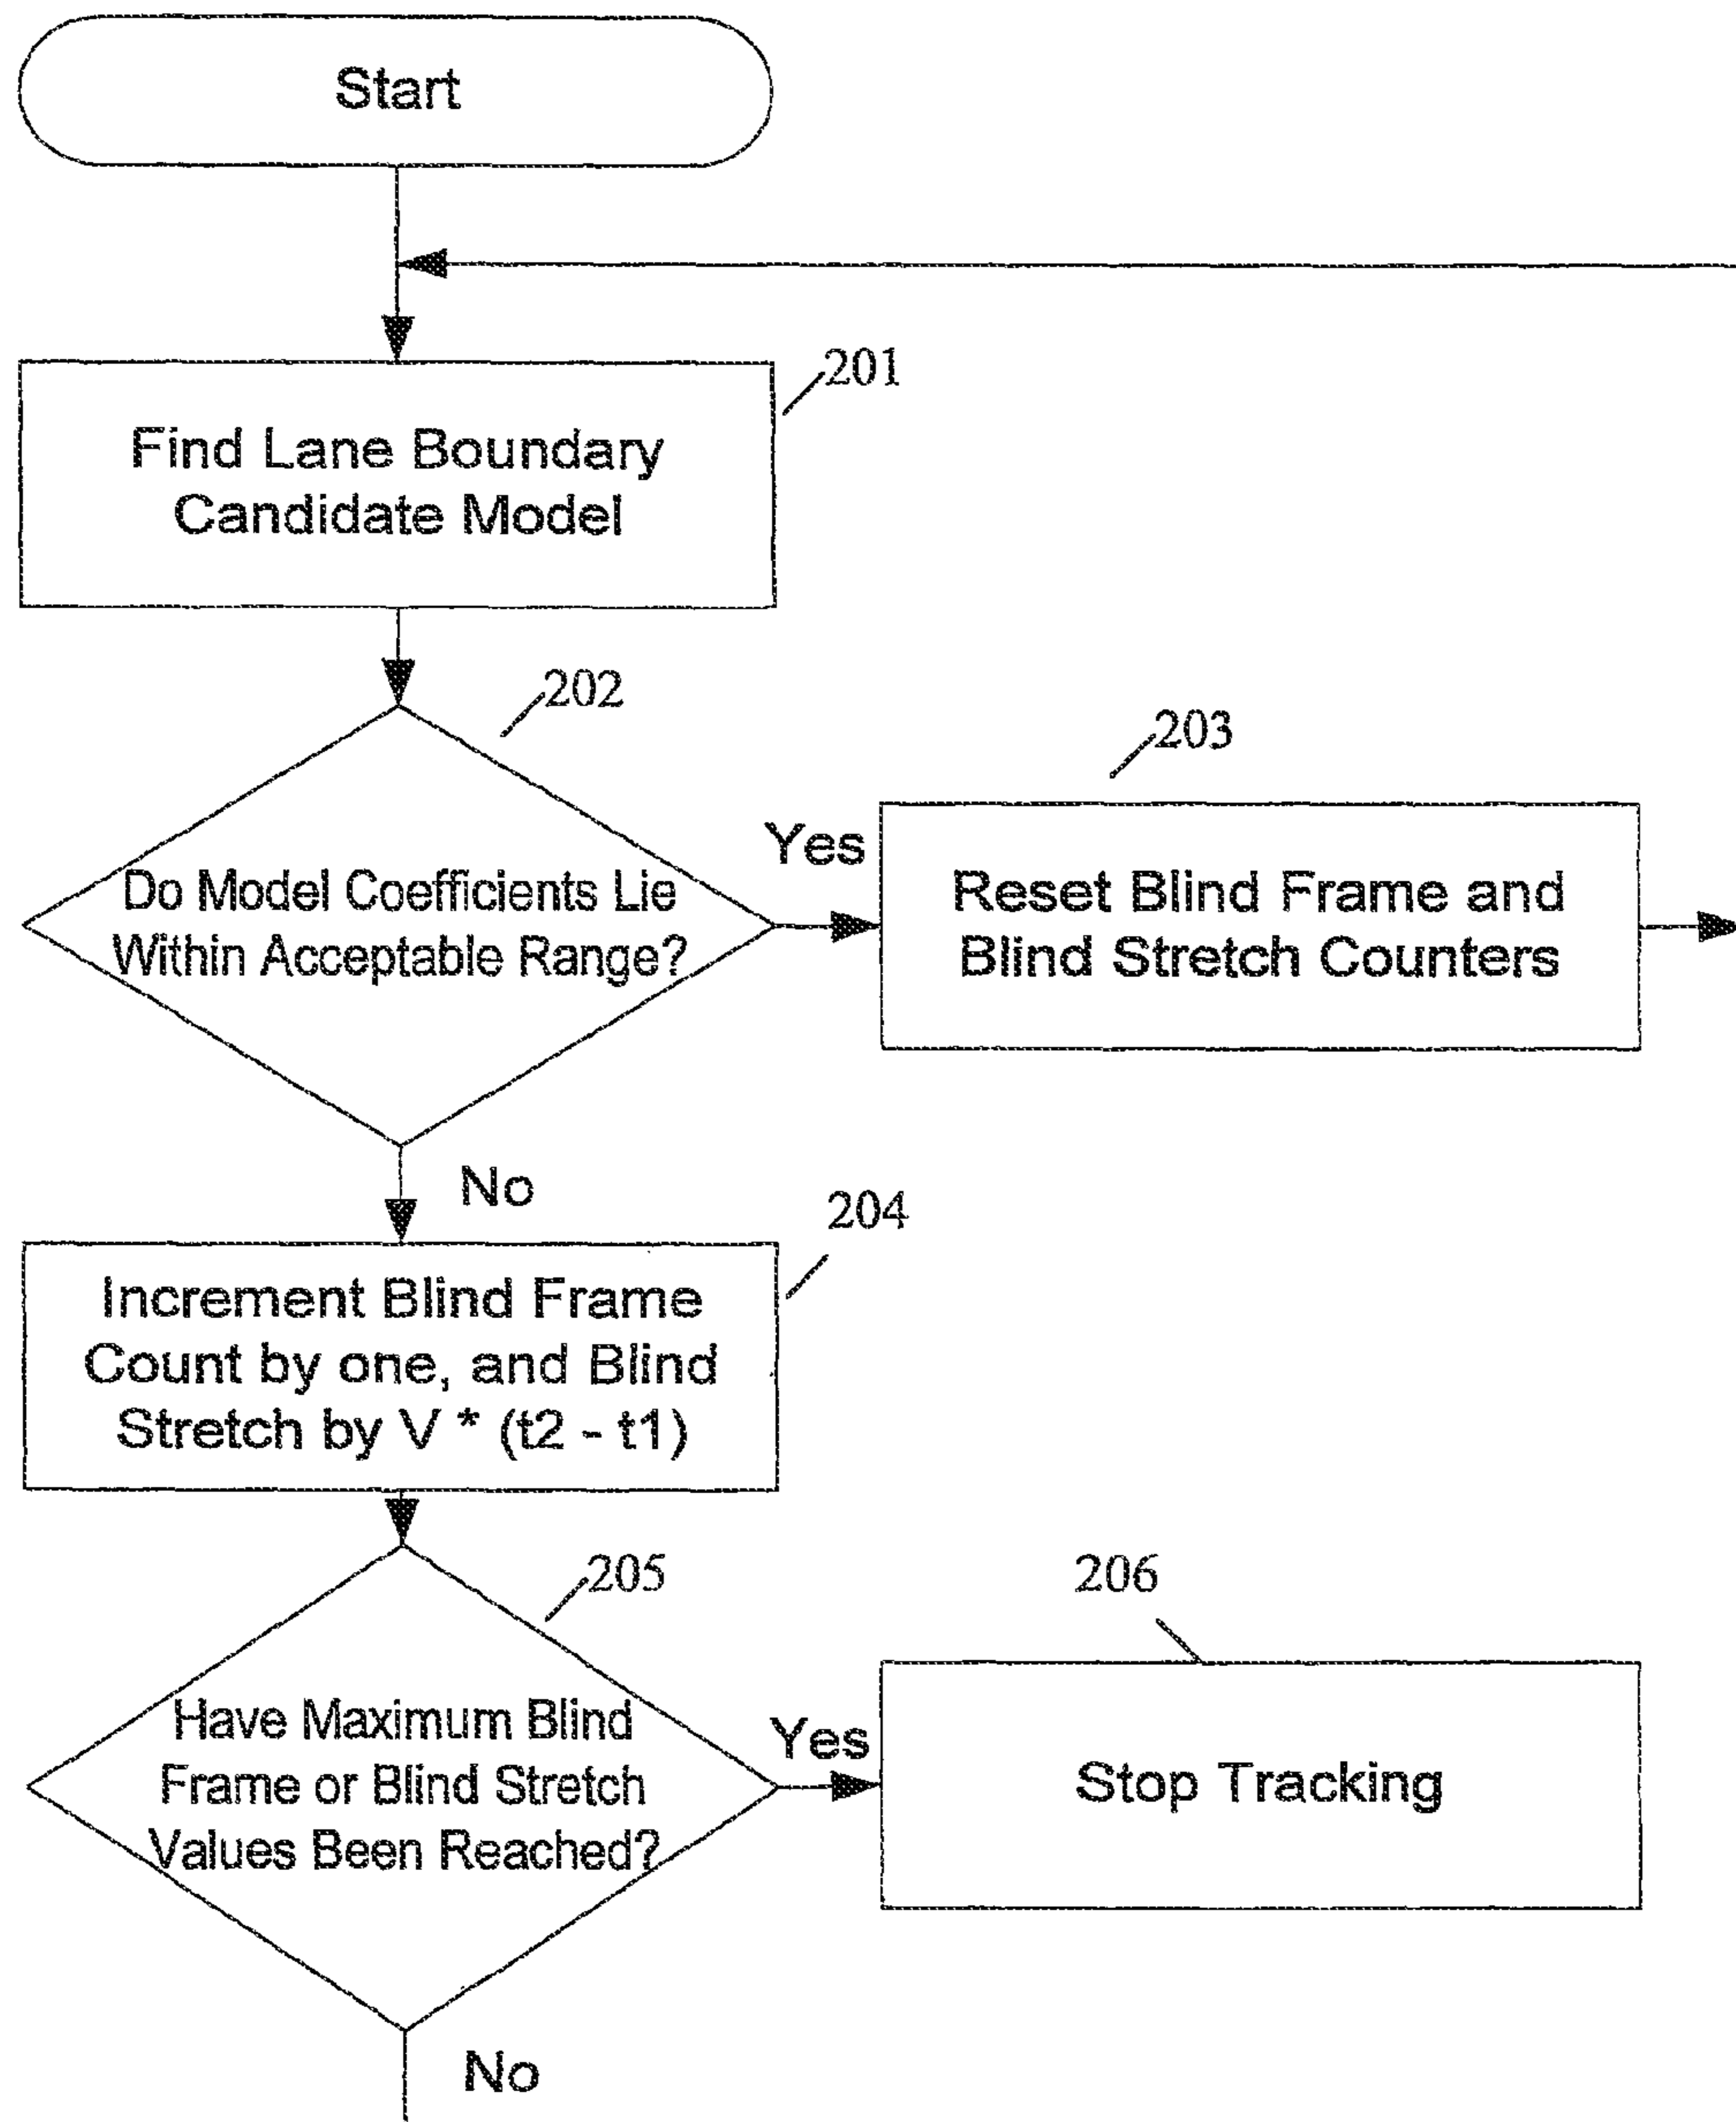 Start
201
Find Lane Boundary
Candidate Model
202
Do Model Coefficients Lie
Within Acceptable Range?
Yes
203
Reset Blind Frame and
Blind Stretch Counters
No
204
Increment Blind Frame
Count by one, and Blind
Stretch by V * (t2 - t1)
205
Have Maximum Blind
Frame or Blind Stretch
Values Been Reached?
Yes
206
Stop Tracking
No